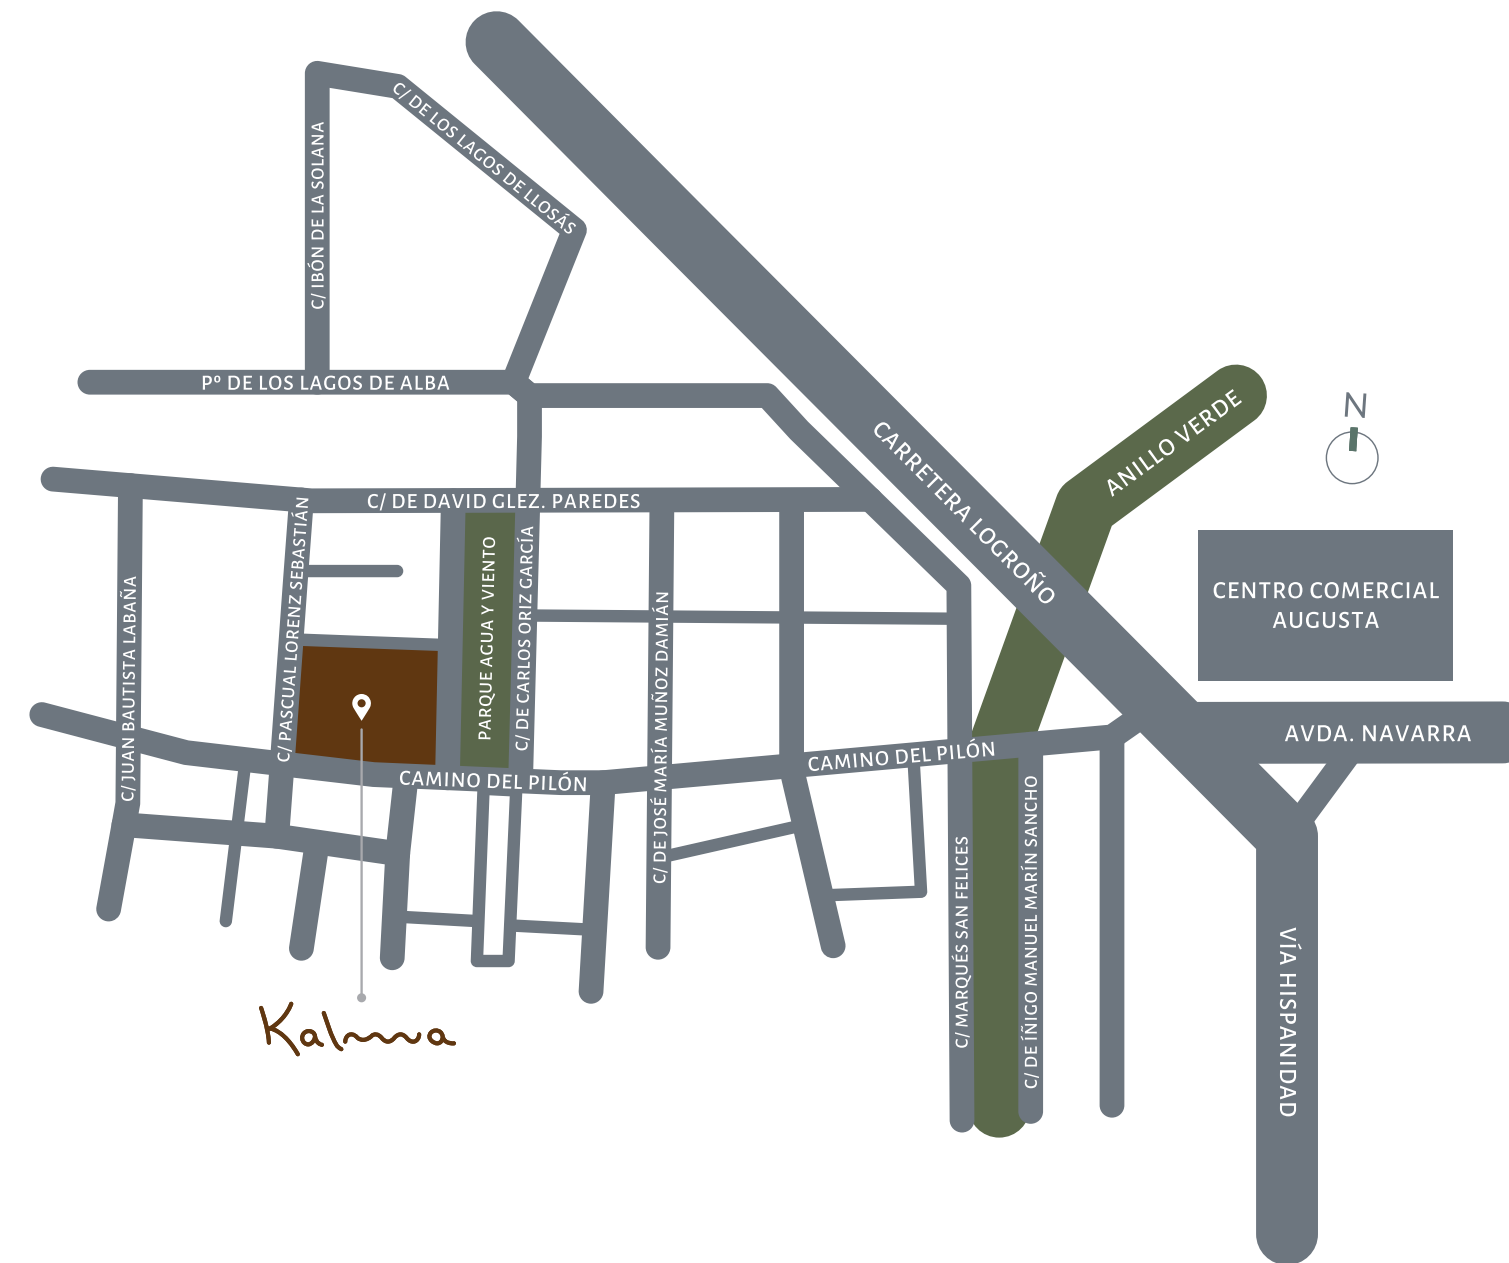 C/ DE LOS LAGOS DE LLOSÁS
C/ IBÓN DE LA SOLANA
Pº DE LOS LAGOS DE ALBA
CARRETERA LOGROÑO
ANILLO VERDE
N
C/ DE DAVID GLEZ. PAREDES
C/ JUAN BAUTISTA LABAÑA
C/ PASCUAL LORENZ SEBASTIÁN
PARQUE AGUA Y VIENTO
C/ DE CARLOS ORIZ GARCÍA
C/ DE JOSÉ MARÍA MUÑOZ DAMIÁN
CENTRO COMERCIAL
AUGUSTA
AVDA. NAVARRA
CAMINO DEL PILÓN
CAMINO DEL PILÓN
C/ MARQUÉS SAN FELICES
C/ DE ÍÑIGO MANUEL MARÍN SANCHO
VÍA HISPANIDAD
Kalma